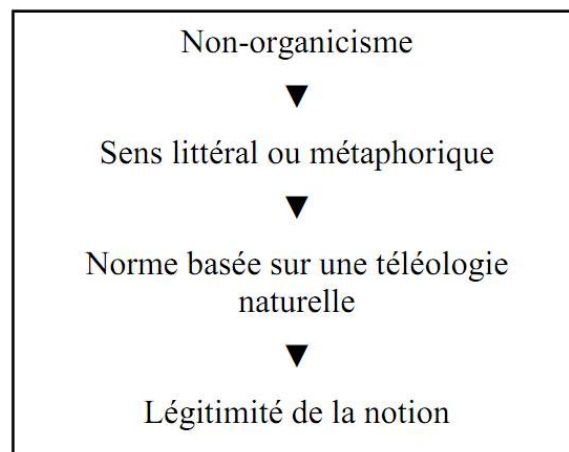 Non-organicisme
▼
Sens littéral ou métaphorique
▼
Norme basée sur une téléologie
naturelle
▼
Légitimité de la notion